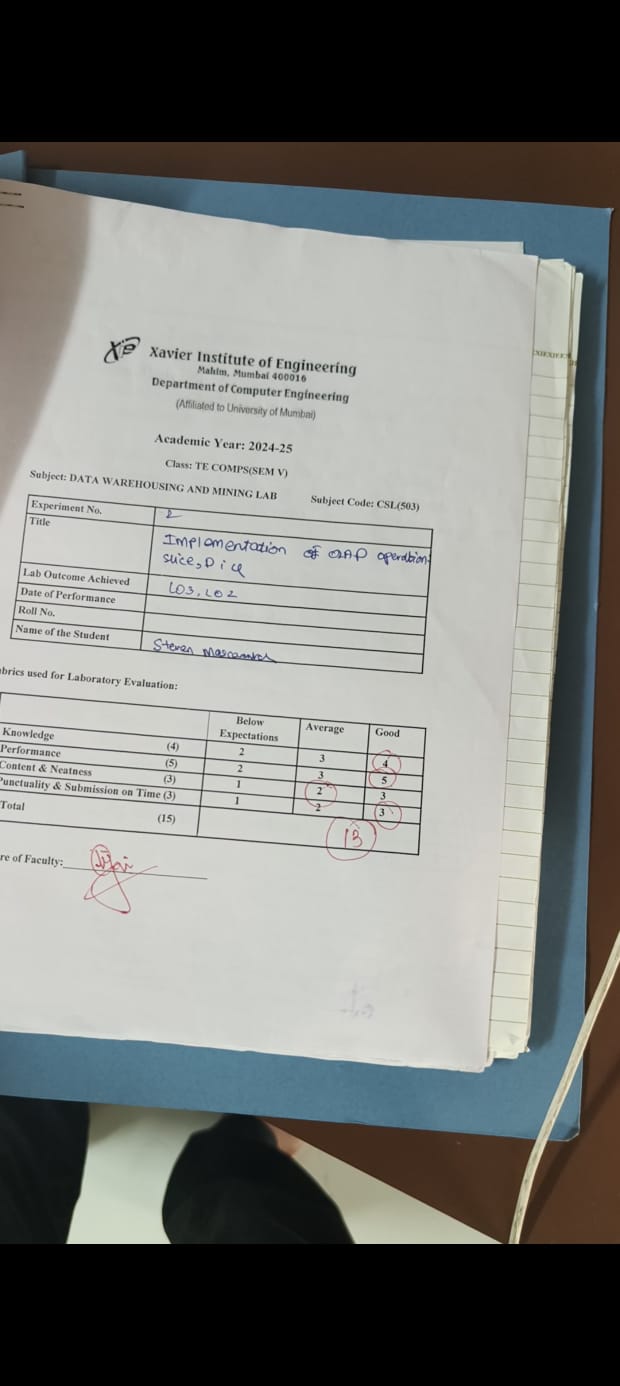 Xavier Institute of Engineering
Mahim, Mumbai 400016
Department of Computer Engineering
(Affiliated to University of Mumbai)
Academic Year: 2024-25
Class: TE COMPS(SEM V)
Subject: DATA WAREHOUSING AND MINING LAB Subject Code: CSL(503)
Experiment No. 2
Title Implementation of OLAP operation:
slice, Dice
Lab Outcome Achieved LO3, LO2
Date of Performance
Roll No.
Name of the Student Steven
brics used for Laboratory Evaluation:
Below Expectations Average Good
Knowledge (4) 2 3 4
Performance (5) 2 3 5
Content & Neatness (3) 1 2 3
Punctuality & Submission on Time (3) 1 2 3
Total (15) 13
re of Faculty: